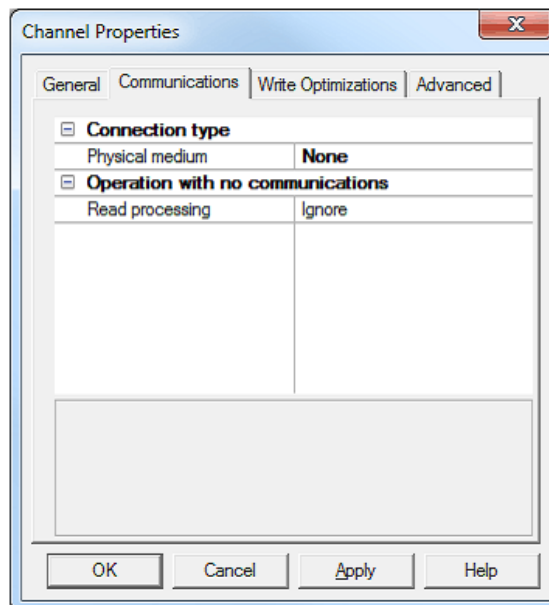 Channel Properties
General Communications Write Optimizations Advanced
Connection type
Physical medium None
Operation with no communications
Read processing Ignore
OK Cancel Apply Help